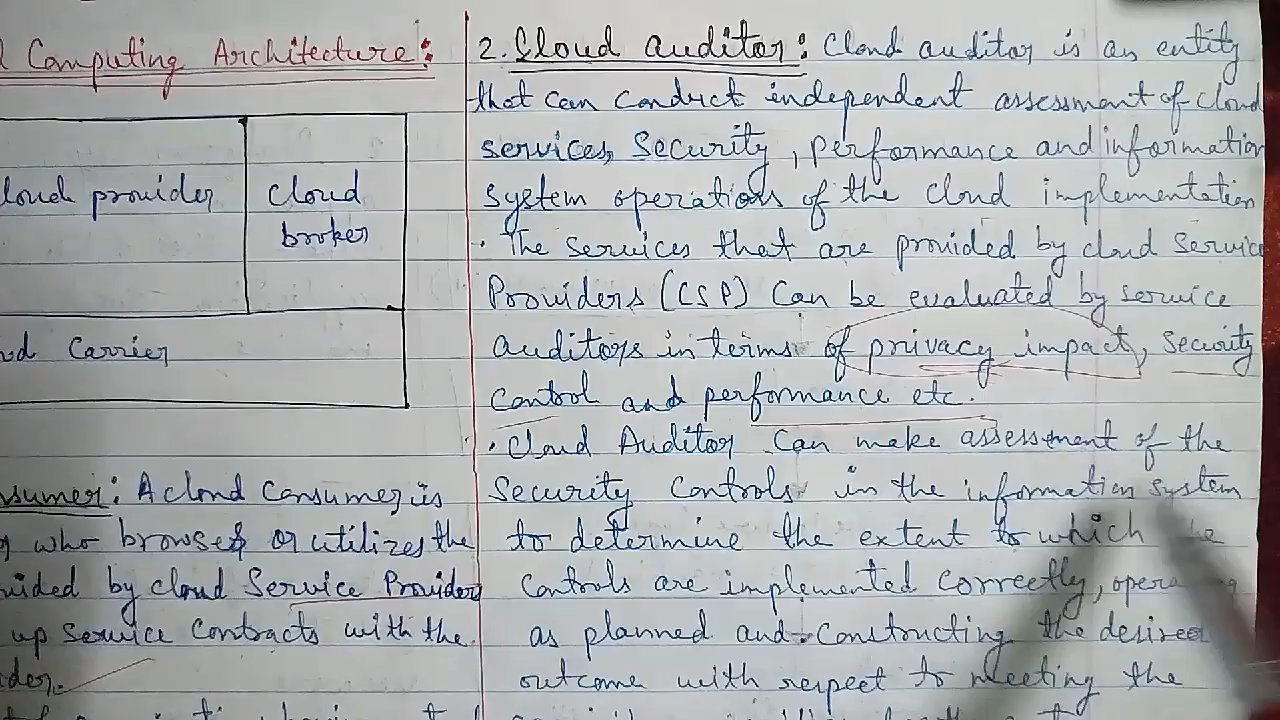 Computing Architecture:
loud provider
Cloud
broker
Carrier
sumer: A cloud Consumer is
who browses or utilizes the
vided by cloud Service Provider
up service contracts with the
der.
2. Cloud auditor: Cloud auditor is an entity
that can conduct independent assessment of cloud
services, Security, performance and information
system operations of the cloud implementation
. The services that are provided by cloud service
Providers (CSP) can be evaluated by service
auditors in terms of privacy impact, security
control and performance etc.
. Cloud Auditor can make assesstment of the
Security controls in the information system
to determine the extent to which the
controls are implemented correctly,
as planned and constructing the desired
outcome with respect to meeting the